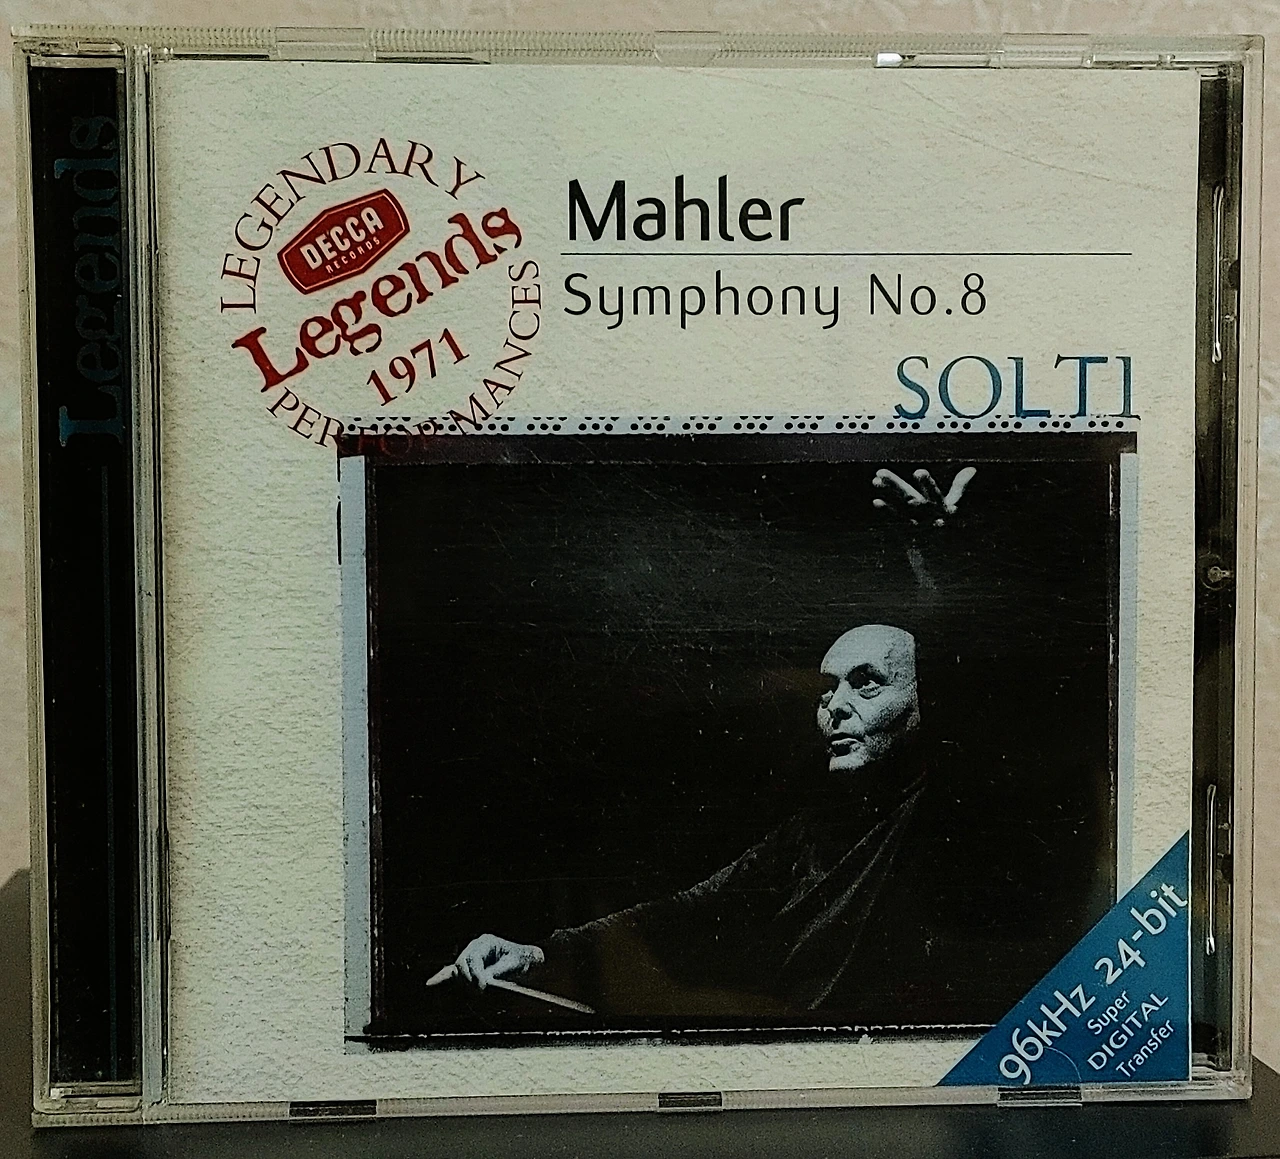 Legends
LEGENDARY
DECCA
RECORDS
Legends
1971
PERFORMANCES
Mahler
Symphony No.8
SOLTI
96kHz 24-bit
Super
DIGITAL
Transfer